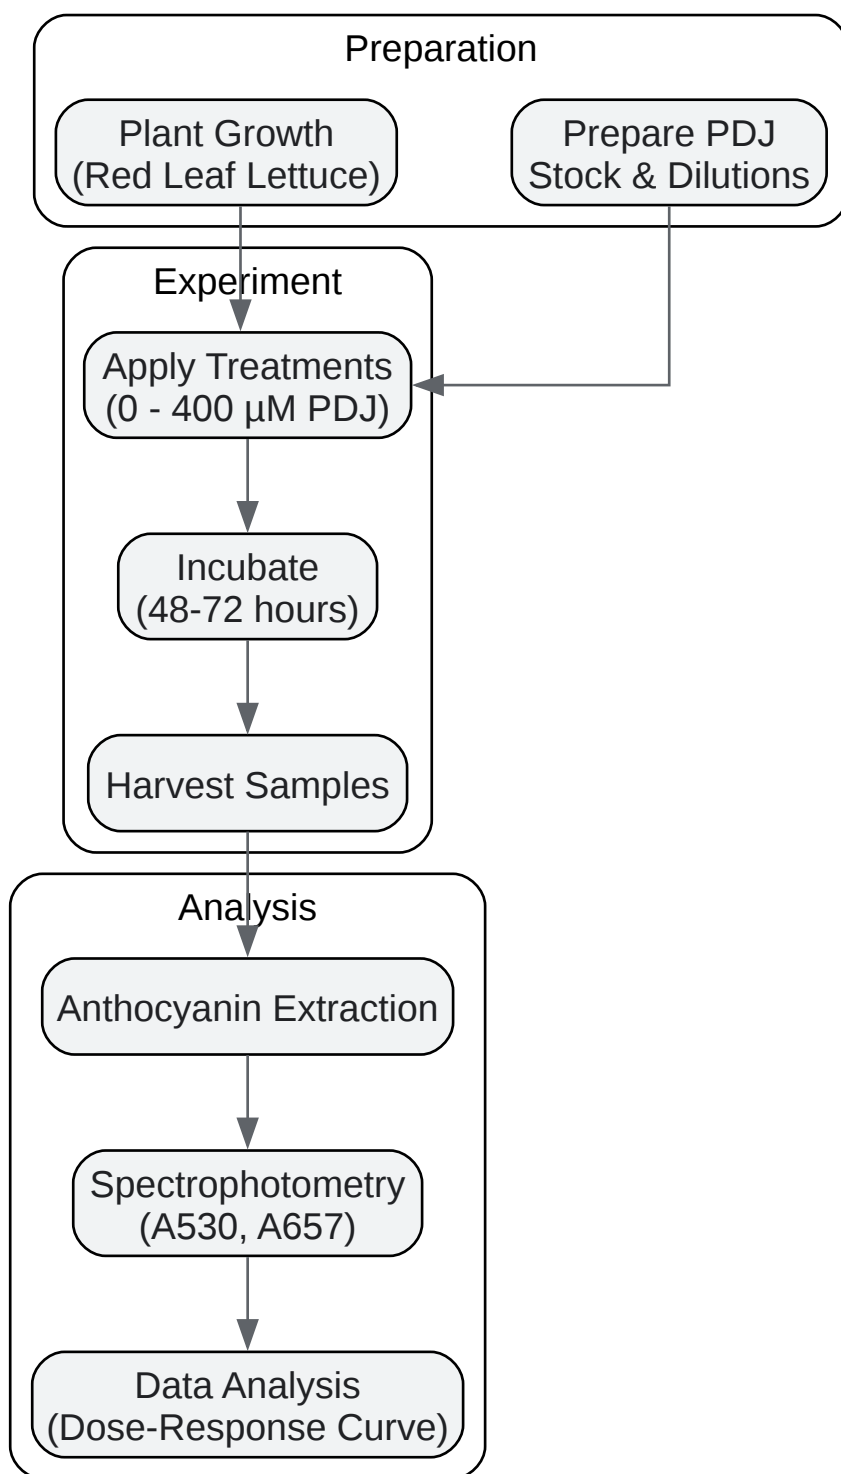 Preparation
Plant Growth
(Red Leaf Lettuce)
Prepare PDJ
Stock & Dilutions
Experiment
Apply Treatments
(0 - 400 µM PDJ)
Incubate
(48-72 hours)
Harvest Samples
Analysis
Anthocyanin Extraction
Spectrophotometry
(A530, A657)
Data Analysis
(Dose-Response Curve)